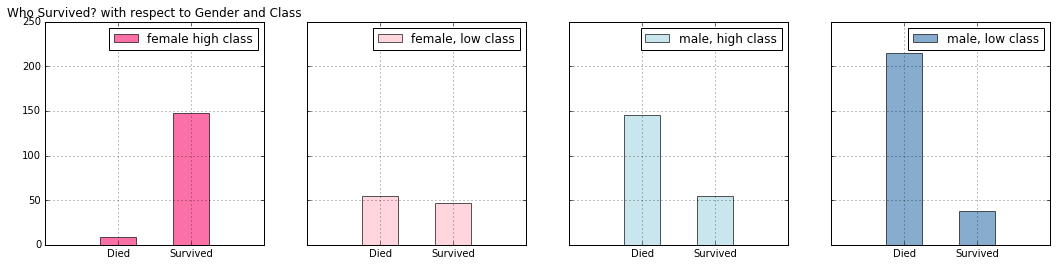 Who Survived? with respect to Gender and Class
250
200
150
100
50
0
female high class
Died Survived
female, low class
Died Survived
male, high class
Died Survived
male, low class
Died Survived